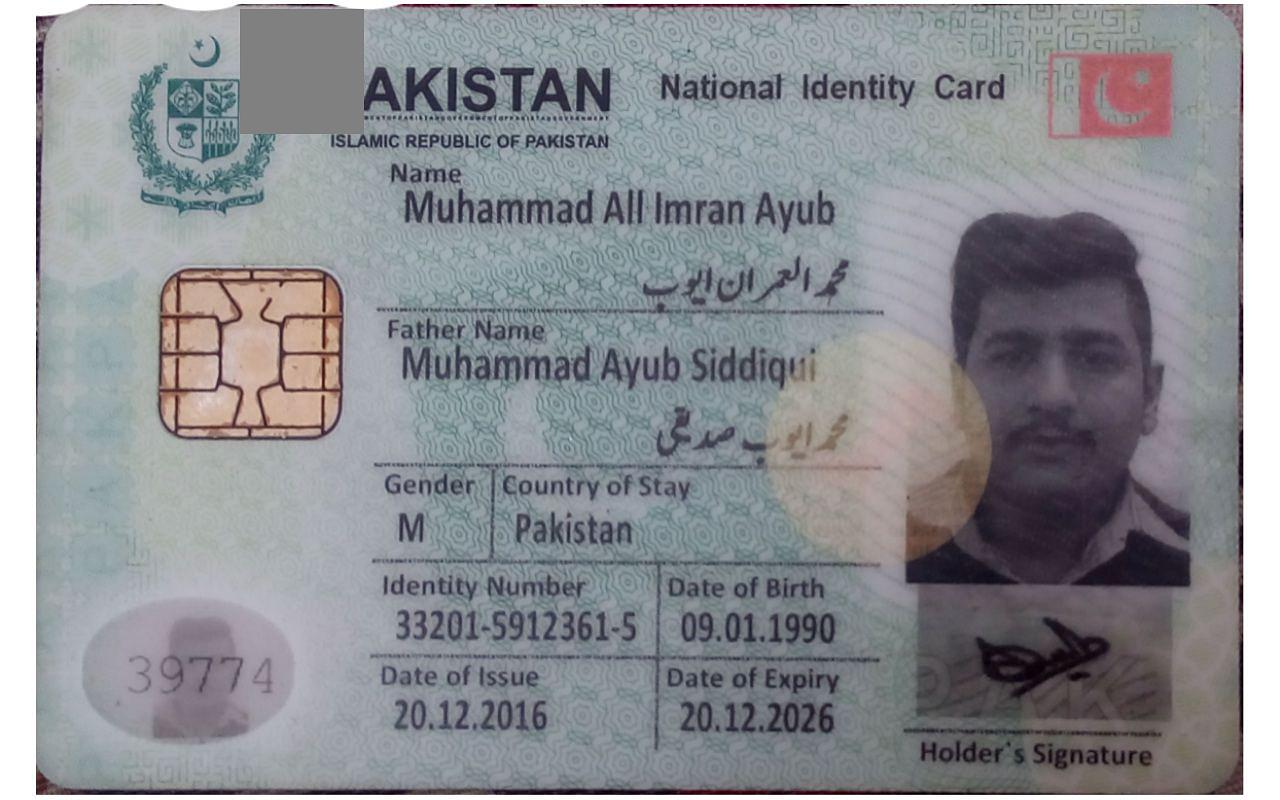 AKISTAN National Identity Card
ISLAMIC REPUBLIC OF PAKISTAN
Name
Muhammad All Imran Ayub
محمد العمران ایوب
Father Name
Muhammad Ayub Siddiqui
محمد ایوب صدیقی
Gender Country of Stay
M Pakistan
Identity Number Date of Birth
33201-5912361-5 09.01.1990
39774
Date of Issue Date of Expiry
20.12.2016 20.12.2026
Holder`s Signature